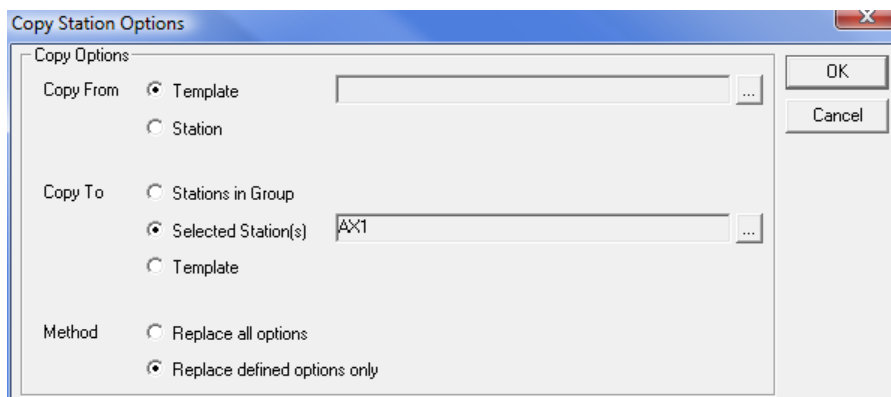 Copy Station Options
Copy Options
Copy From Template ...
Station
Copy To Stations in Group
Selected Station(s) AX1 ...
Template
Method Replace all options
Replace defined options only
OK
Cancel